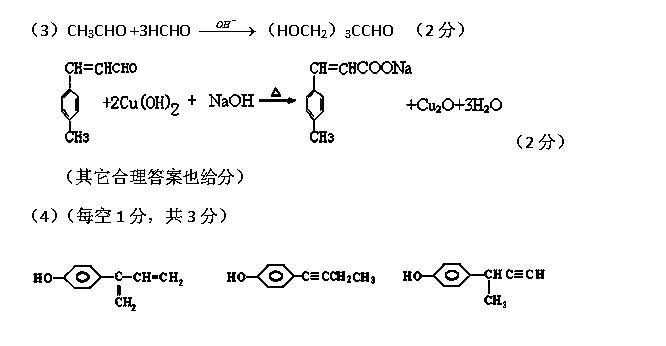 （3）CH3CHO +3HCHO OH⁻ （HOCH2）3CCHO （2分）
CH=CHCHO CH=CHCOONa
+2Cu(OH)2 + NaOH △ +Cu2O+3H2O
CH3 CH3
（2分）
（其它合理答案也给分）
（4）（每空1分，共3分）
HO C—CH=CH2 HO C≡CCH2CH3 HO CH C≡CH
CH2 CH3